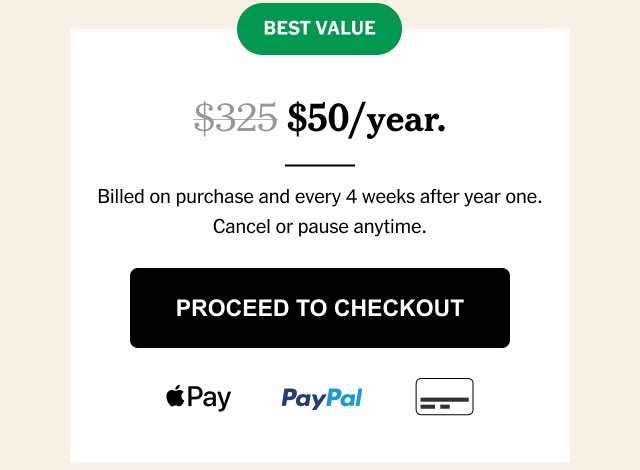 BEST VALUE
$325 $50/year.
Billed on purchase and every 4 weeks after year one.
Cancel or pause anytime.
PROCEED TO CHECKOUT
Pay PayPal